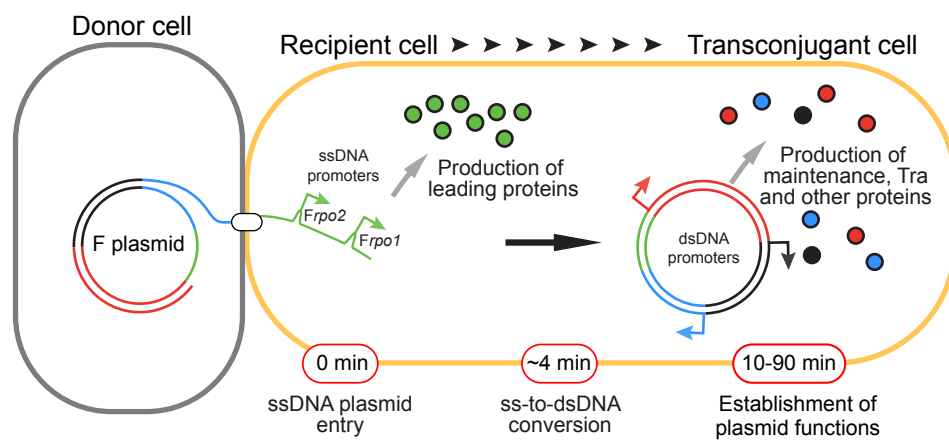 Donor cell
Recipient cell
Transconjugant cell
ssDNA
promoters
Frpo2
Frpo1
Production of
leading proteins
F plasmid
Production of
maintenance, Tra
and other proteins
dsDNA
promoters
0 min
~4 min
10-90 min
ssDNA plasmid
entry
ss-to-dsDNA
conversion
Establishment of
plasmid functions